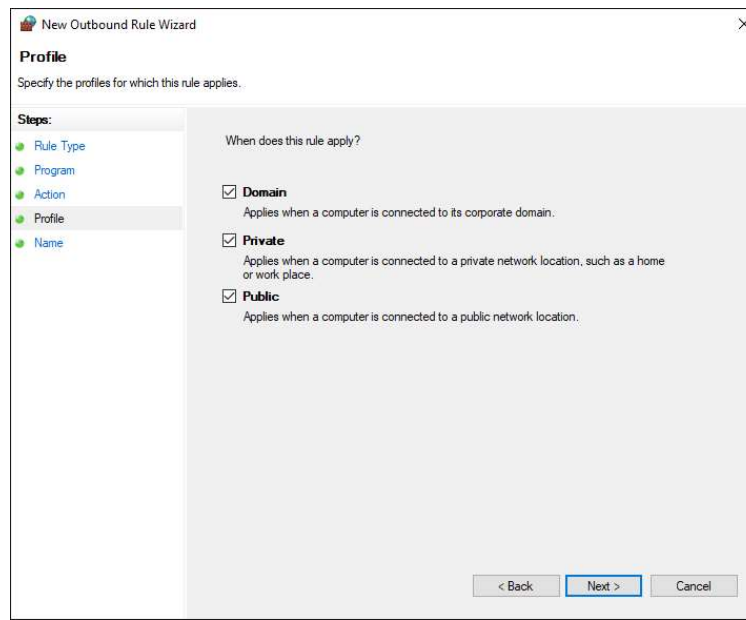 New Outbound Rule Wizard
Profile
Specify the profiles for which this rule applies.
Steps:
Rule Type
Program
Action
Profile
Name
When does this rule apply?
Domain
Applies when a computer is connected to its corporate domain.
Private
Applies when a computer is connected to a private network location, such as a home
or work place.
Public
Applies when a computer is connected to a public network location.
< Back
Next >
Cancel